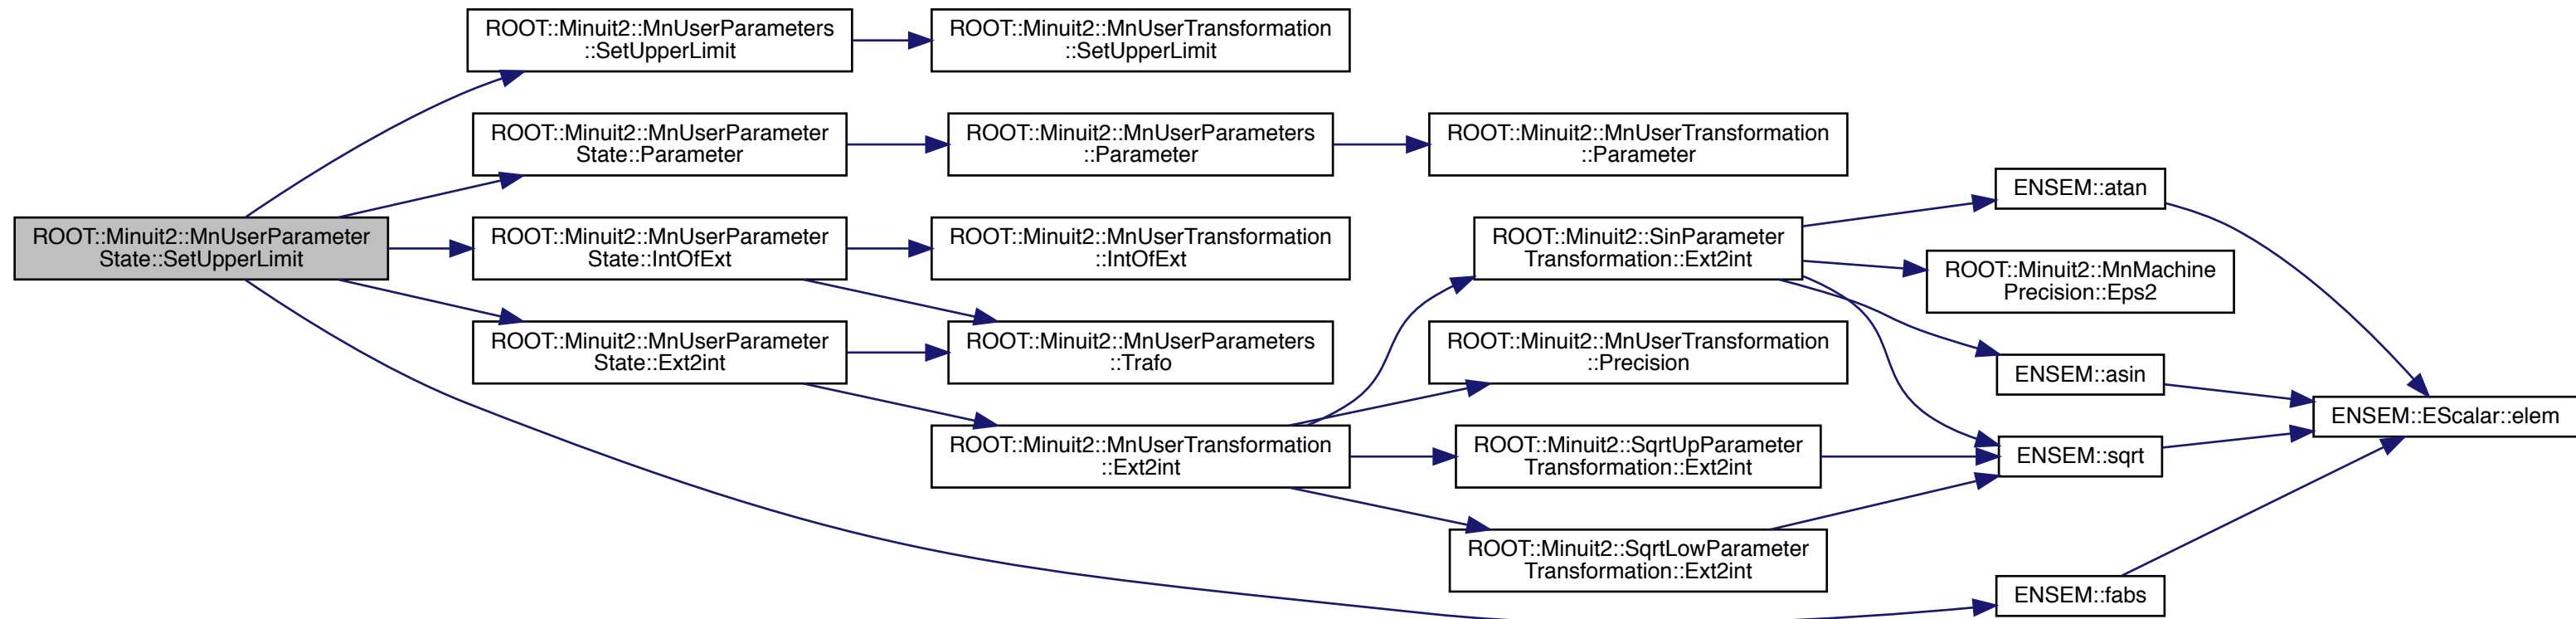 ROOT::Minuit2::MnUserParameter
State::SetUpperLimit
ROOT::Minuit2::MnUserParameters
::SetUpperLimit
ROOT::Minuit2::MnUserTransformation
::SetUpperLimit
ROOT::Minuit2::MnUserParameter
State::Parameter
ROOT::Minuit2::MnUserParameters
::Parameter
ROOT::Minuit2::MnUserTransformation
::Parameter
ROOT::Minuit2::MnUserParameter
State::IntOfExt
ROOT::Minuit2::MnUserTransformation
::IntOfExt
ROOT::Minuit2::MnUserParameter
State::Ext2int
ROOT::Minuit2::MnUserParameters
::Trafo
ROOT::Minuit2::MnUserTransformation
::Ext2int
ROOT::Minuit2::SinParameter
Transformation::Ext2int
ROOT::Minuit2::MnUserTransformation
::Precision
ROOT::Minuit2::SqrtUpParameter
Transformation::Ext2int
ROOT::Minuit2::SqrtLowParameter
Transformation::Ext2int
ENSEM::atan
ROOT::Minuit2::MnMachine
Precision::Eps2
ENSEM::asin
ENSEM::sqrt
ENSEM::fabs
ENSEM::EScalar::elem